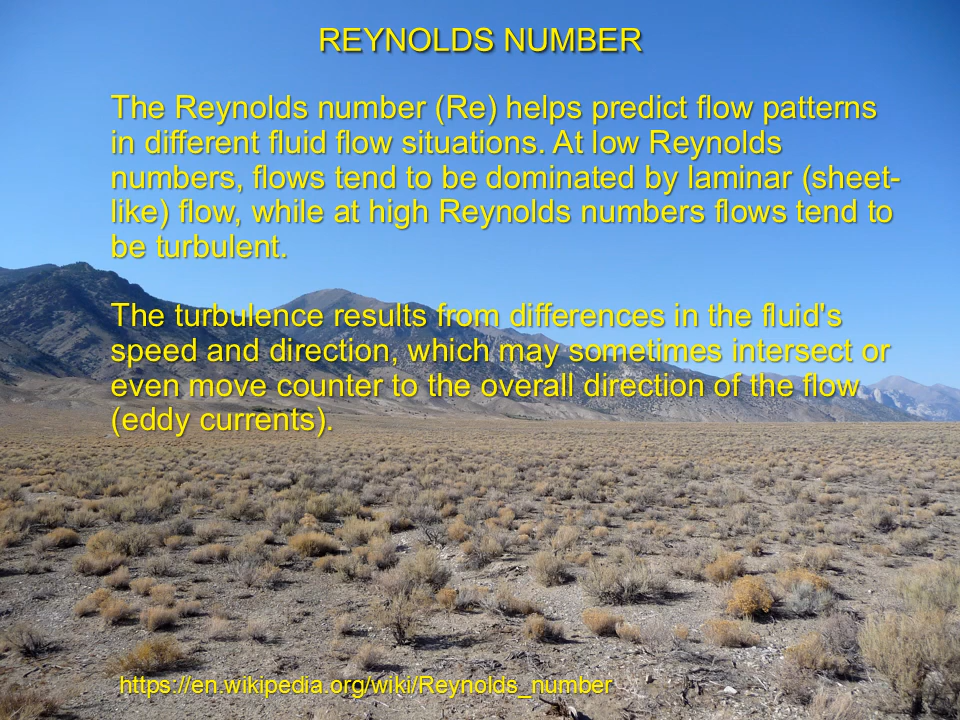 REYNOLDS NUMBER
The Reynolds number (Re) helps predict flow patterns
in different fluid flow situations. At low Reynolds
numbers, flows tend to be dominated by laminar (sheet-
like) flow, while at high Reynolds numbers flows tend to
be turbulent.
The turbulence results from differences in the fluid's
speed and direction, which may sometimes intersect or
even move counter to the overall direction of the flow
(eddy currents).
https://en.wikipedia.org/wiki/Reynolds_number